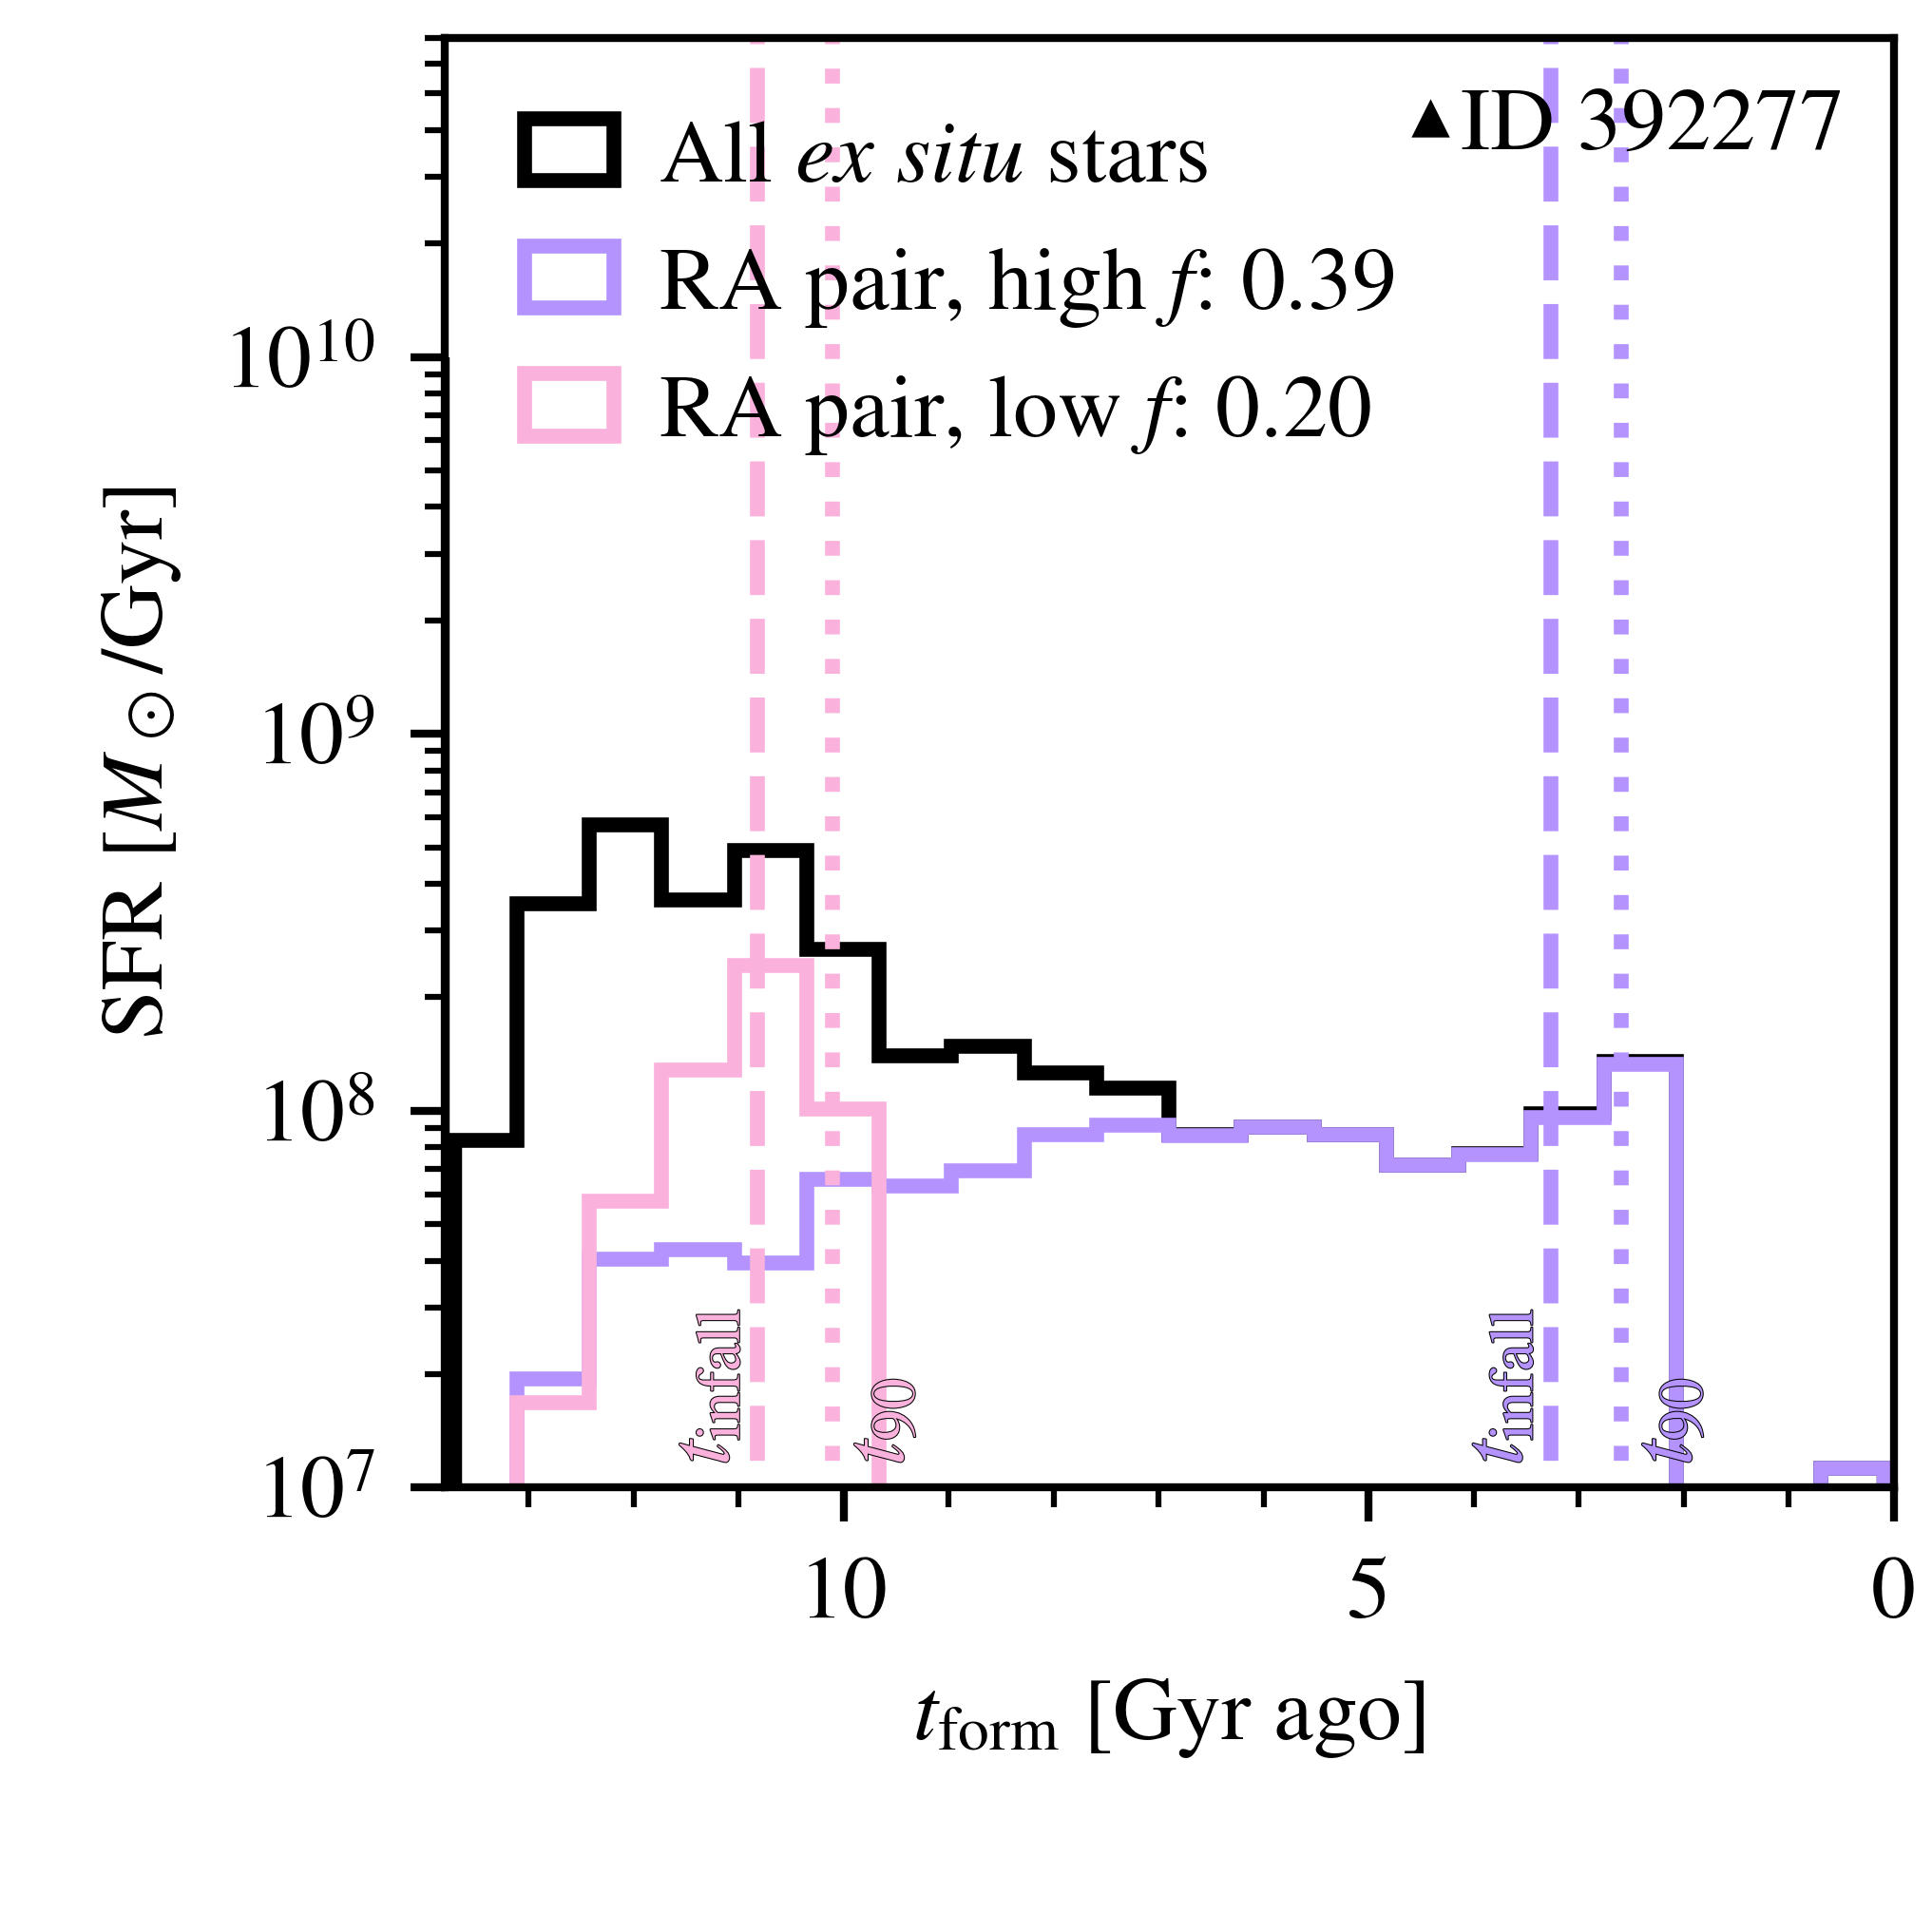 ▲ID 392277
All ex situ stars
RA pair, high f: 0.39
RA pair, low f: 0.20
SFR [M⊙/Gyr]
10¹⁰
10⁹
10⁸
10⁷
t_infall
t_90
t_infall
t_90
10
5
0
t_form [Gyr ago]